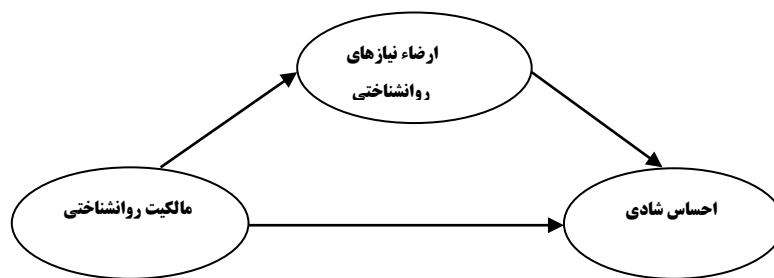 ارضاء نیازهای
روانشناختی
مالکیت روانشناختی
احساس شادی